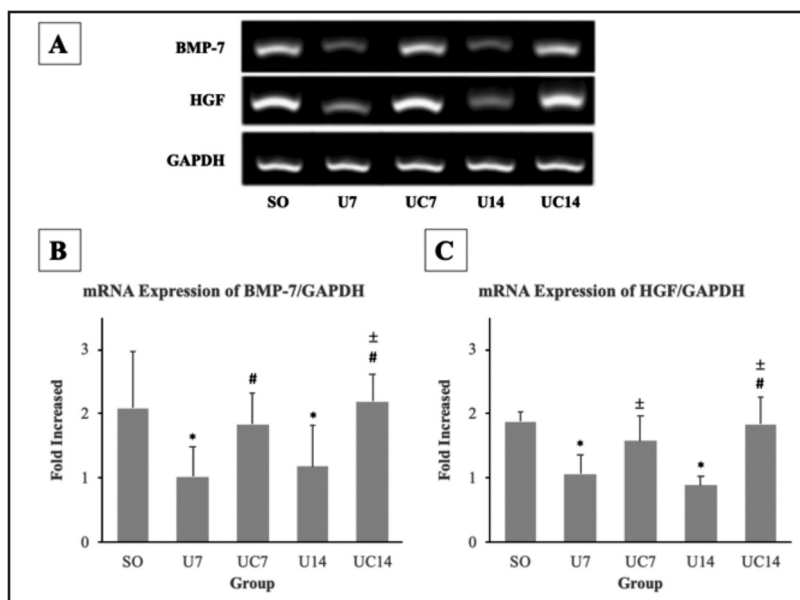 A
BMP-7
HGF
GAPDH
SO U7 UC7 U14 UC14
B
mRNA Expression of BMP-7/GAPDH
Fold Increased
3
2
1
0
*
#
*
±
#
SO U7 UC7 U14 UC14
Group
C
mRNA Expression of HGF/GAPDH
Fold Increased
3
2
1
0
*
±
*
±
#
SO U7 UC7 U14 UC14
Group